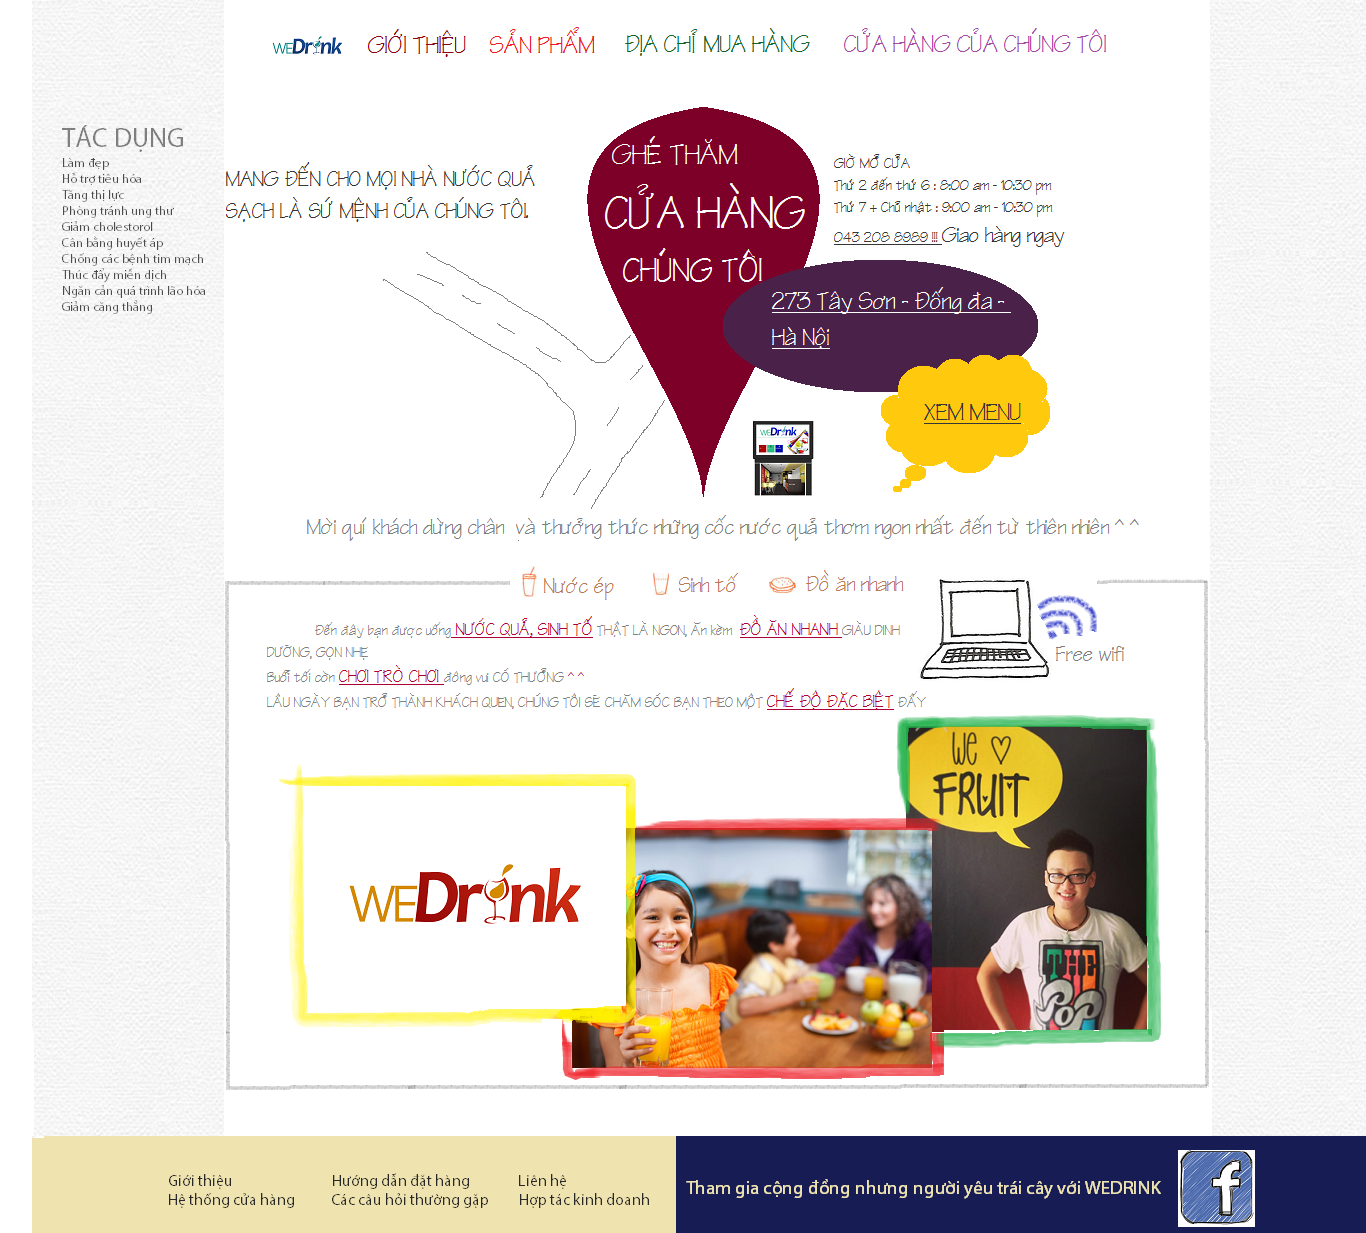 WEDrink
GIỚI THIỆU
SẢN PHẨM
ĐỊA CHỈ MUA HÀNG
CỬA HÀNG CỦA CHÚNG TÔI
TÁC DỤNG
Làm đẹp
Hỗ trợ tiêu hóa
Tăng thị lực
Phòng tránh ung thư
Giảm cholestorol
Cân bằng huyết áp
Chống các bệnh tim mạch
Thúc đẩy miễn dịch
Ngăn cản quá trình lão hóa
Giảm căng thẳng
MANG ĐẾN CHO MỌI NHÀ NƯỚC QUẢ
SẠCH LÀ SỨ MỆNH CỦA CHÚNG TÔI.
GHÉ THĂM
CỬA HÀNG
CHÚNG TÔI
GIỜ MỞ CỬA
Thứ 2 đến thứ 6 : 8:00 am - 10:30 pm
Thứ 7 + Chủ nhật : 9:00 am - 10:30 pm
043 208 8989 !!! Giao hàng ngay
273 Tây Sơn - Đống đa -
Hà Nội
XEM MENU
WEDrink
Mời quí khách dừng chân và thưởng thức những cốc nước quả thơm ngon nhất đến từ thiên nhiên ^ ^
Nước ép
Sinh tố
Đồ ăn nhanh
Đến đây bạn được uống NƯỚC QUẢ, SINH TỐ THẬT LÀ NGON, Ăn kèm ĐỒ ĂN NHANH GIÀU DINH
DƯỠNG, GỌN NHẸ
Buổi tối còn CHƠI TRÒ CHƠI đông vui CÓ THƯỞNG ^ ^
LÂU NGÀY BẠN TRỞ THÀNH KHÁCH QUEN, CHÚNG TÔI SẼ CHĂM SÓC BẠN THEO MỘT CHẾ ĐỘ ĐẶC BIỆT ĐẤY
Free wifi
WEDrink
We ♡
FRUIT
THE
POP
Giới thiệu
Hệ thống cửa hàng
Hướng dẫn đặt hàng
Các câu hỏi thường gặp
Liên hệ
Hợp tác kinh doanh
Tham gia cộng đồng nhưng người yêu trái cây với WEDRINK
f